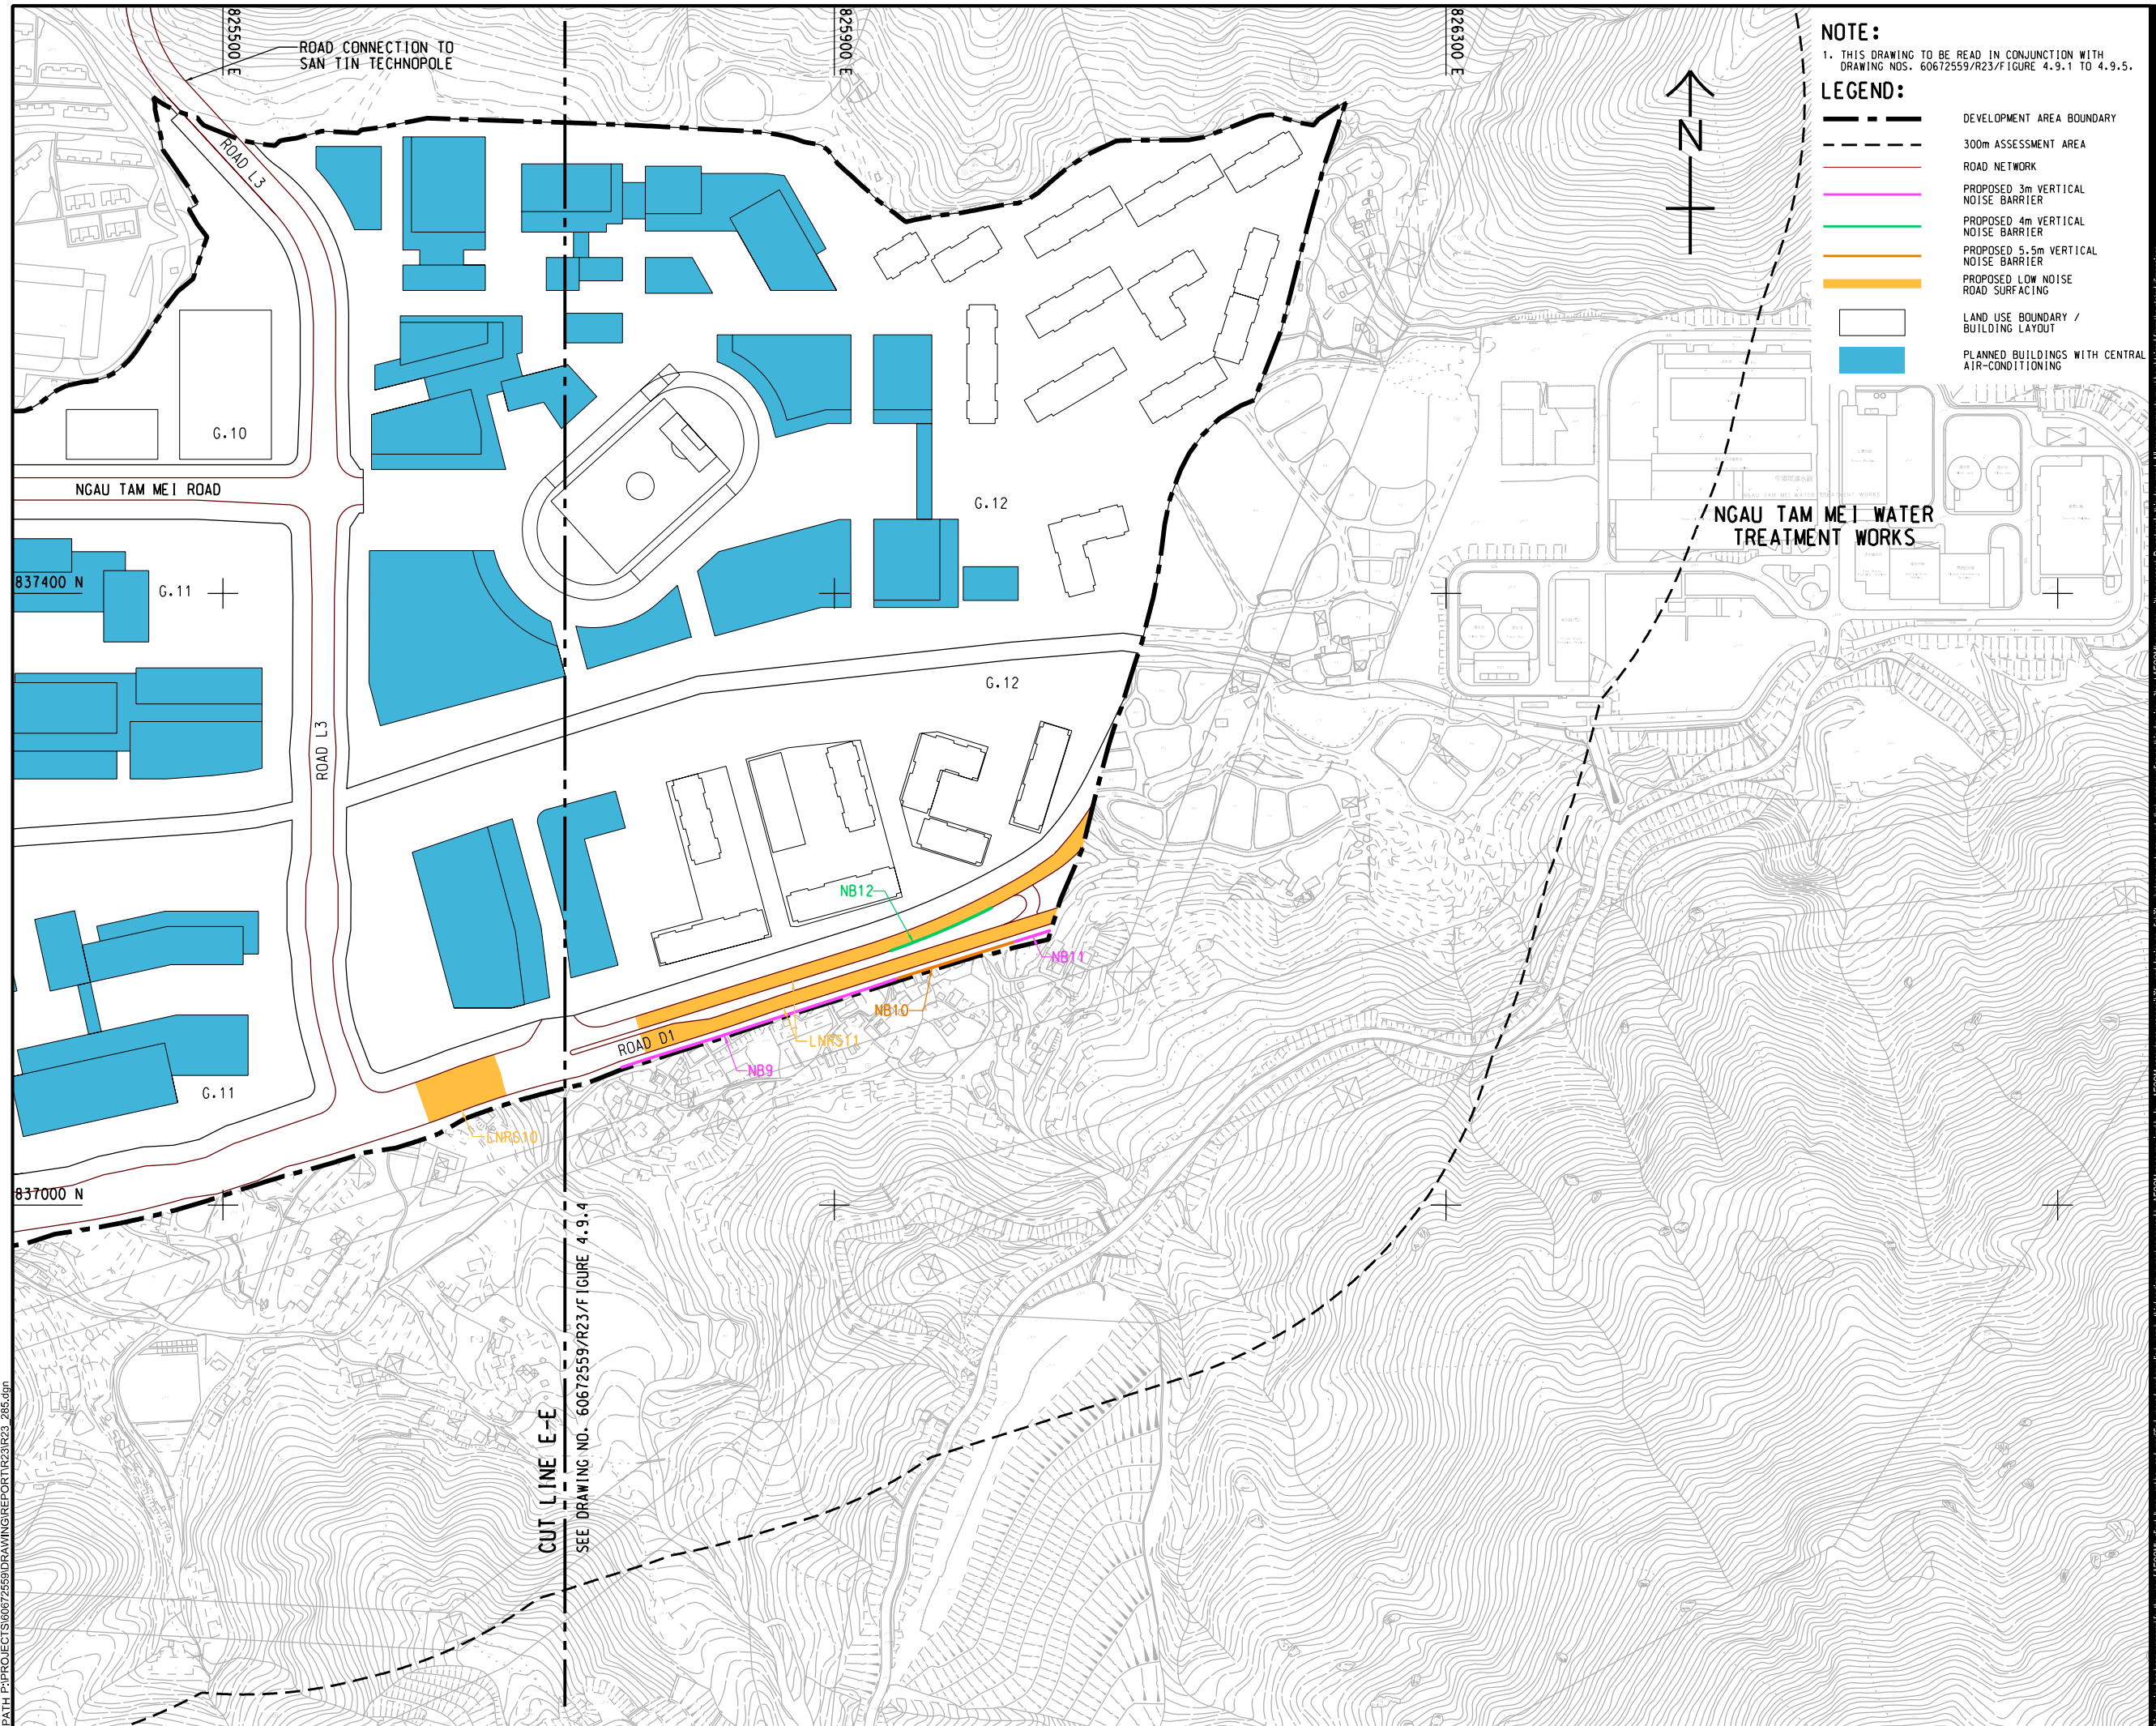 825500 E
825900 E
826300 E
ROAD CONNECTION TO
SAN TIN TECHNOPOLE
NOTE:
1. THIS DRAWING TO BE READ IN CONJUNCTION WITH
DRAWING NOS. 60672559/R23/FIGURE 4.9.1 TO 4.9.5.
LEGEND:
DEVELOPMENT AREA BOUNDARY
300m ASSESSMENT AREA
ROAD NETWORK
PROPOSED 3m VERTICAL
NOISE BARRIER
PROPOSED 4m VERTICAL
NOISE BARRIER
PROPOSED 5.5m VERTICAL
NOISE BARRIER
PROPOSED LOW NOISE
ROAD SURFACING
LAND USE BOUNDARY /
BUILDING LAYOUT
PLANNED BUILDINGS WITH CENTRAL
AIR-CONDITIONING
N
ROAD L3
G.10
NGAU TAM MEI ROAD
G.12
NGAU TAM MEI WATER TREATMENT WORKS
NGAU TAM MEI WATER
TREATMENT WORKS
837400 N
G.11
G.12
ROAD L3
NB12
NB11
NB10
LNRS11
ROAD D1
NB9
G.11
LNRS10
837000 N
CUT LINE E-E
SEE DRAWING NO. 60672559/R23/FIGURE 4.9.4
PATH P:\PROJECTS\60672559\DRAWING\REPORT\R23\R23_285.dgn